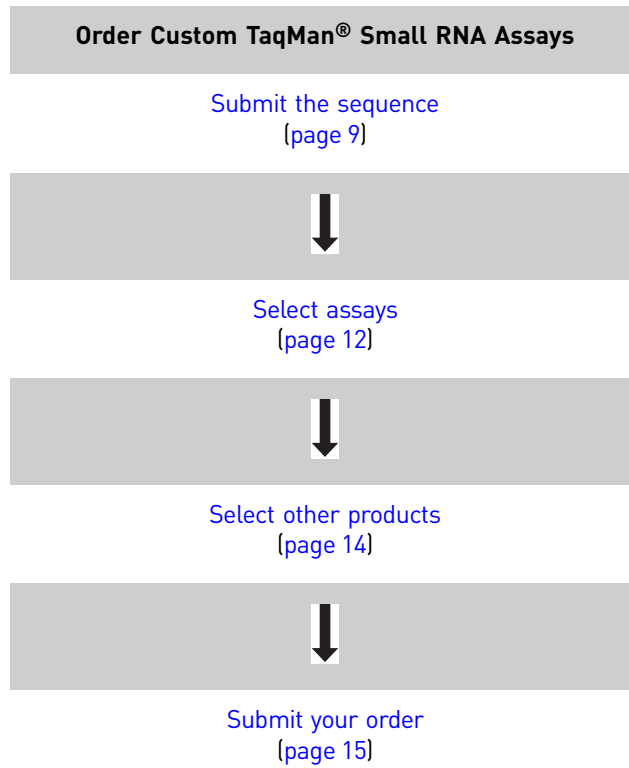 Order Custom TaqMan® Small RNA Assays
Submit the sequence
(page 9)
Select assays
(page 12)
Select other products
(page 14)
Submit your order
(page 15)